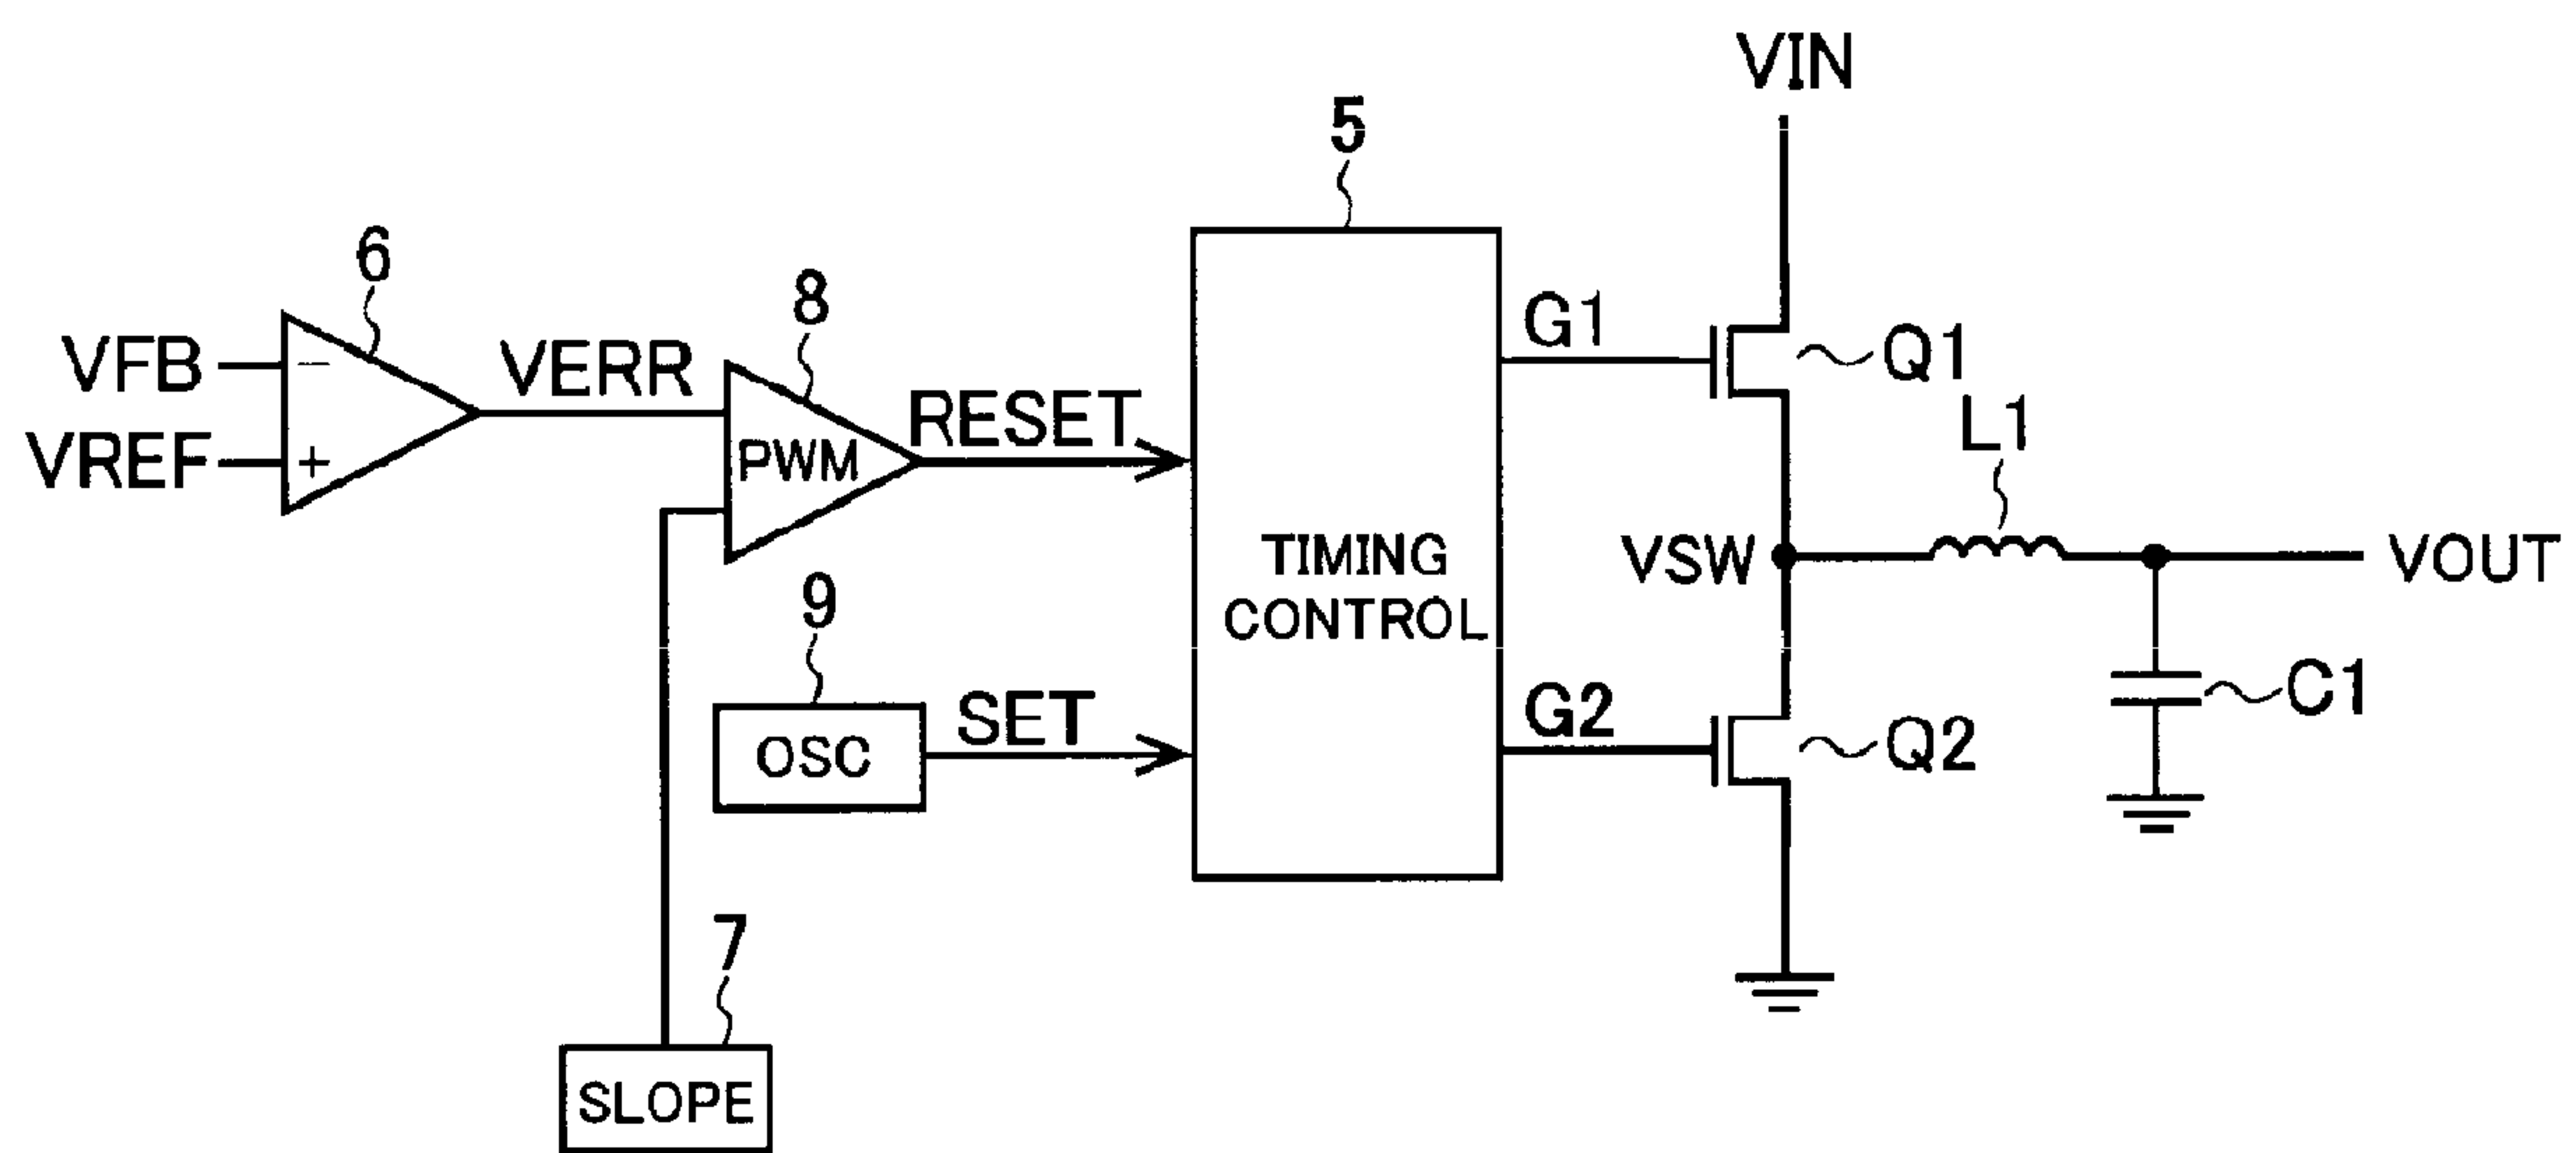 VIN
5
6
8
G1
Q1
VFB
VERR
RESET
L1
VREF
−
+
PWM
VSW
VOUT
TIMING
CONTROL
9
SET
G2
C1
OSC
Q2
7
SLOPE